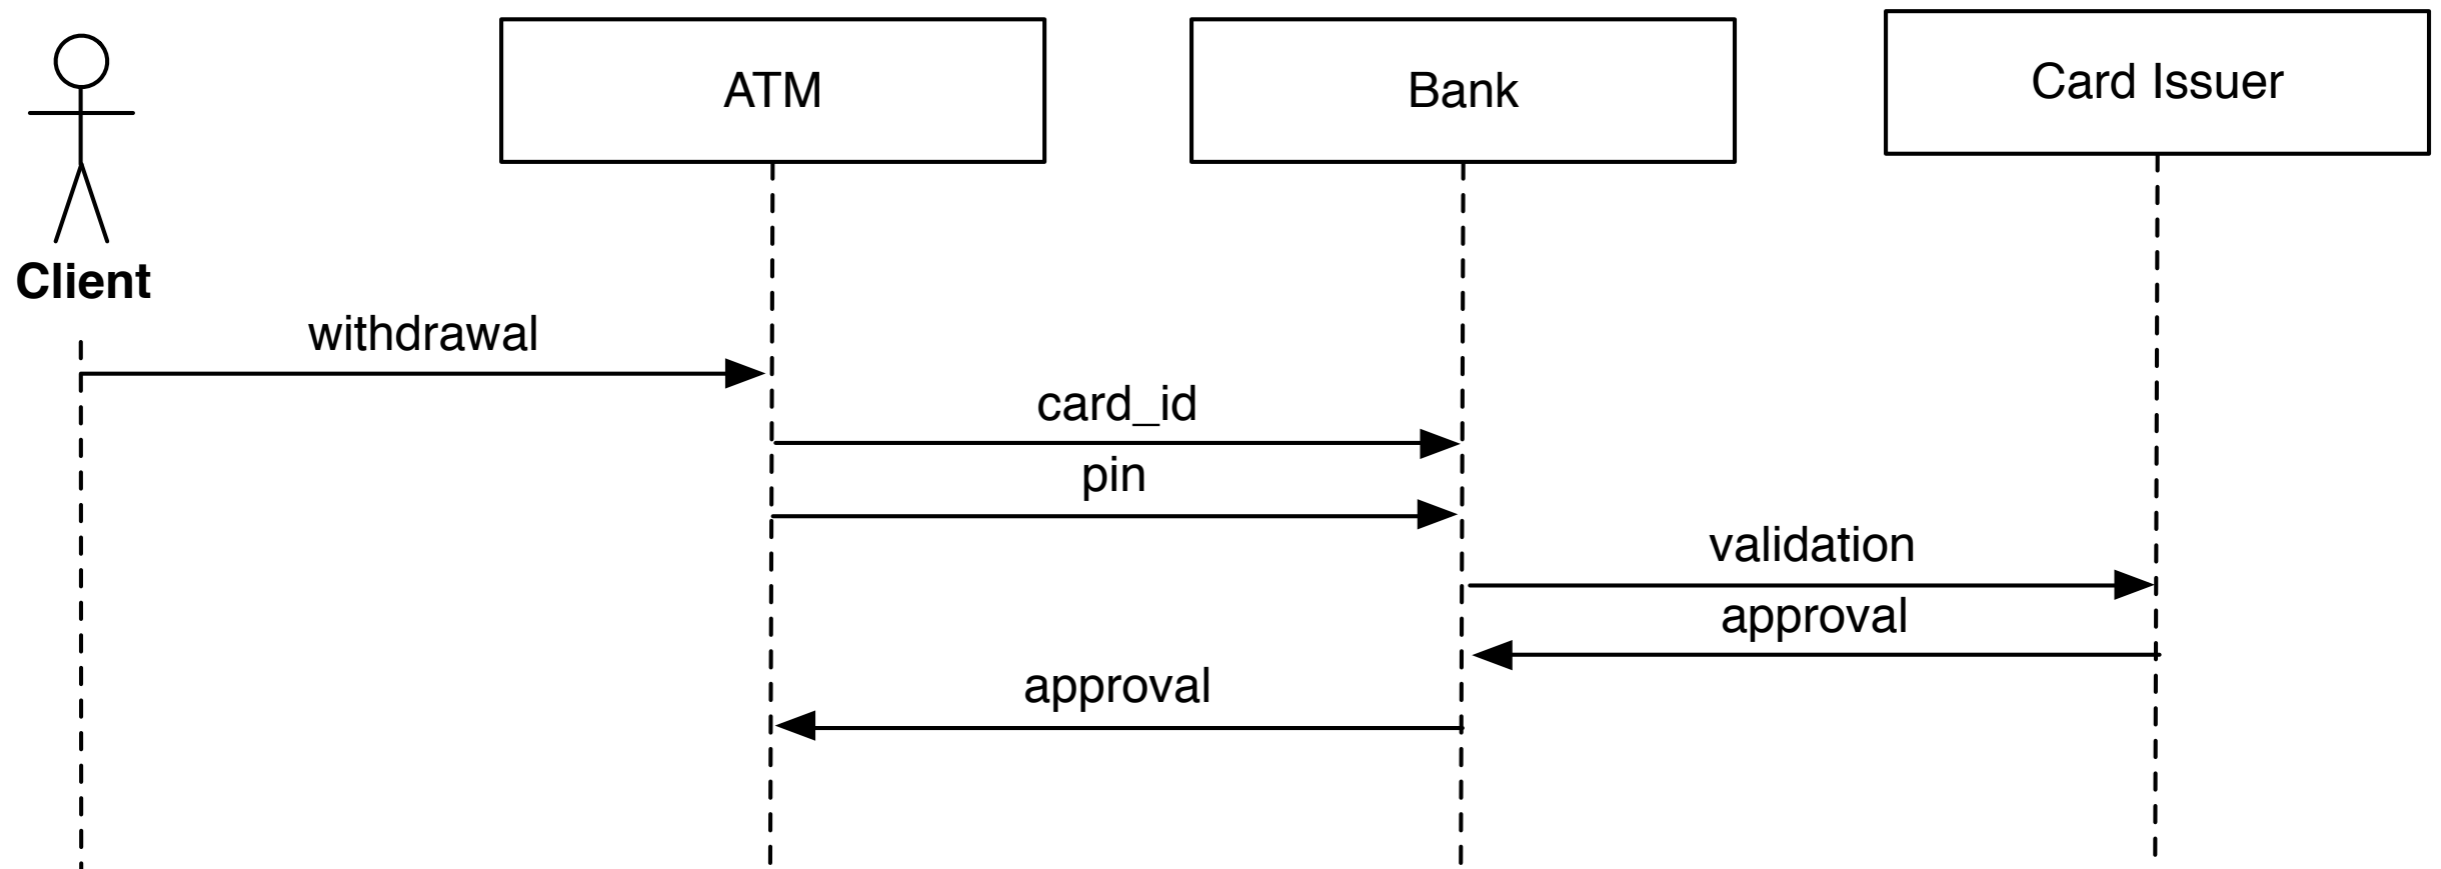 ATM
Bank
Card Issuer
Client
withdrawal
card_id
pin
validation
approval
approval